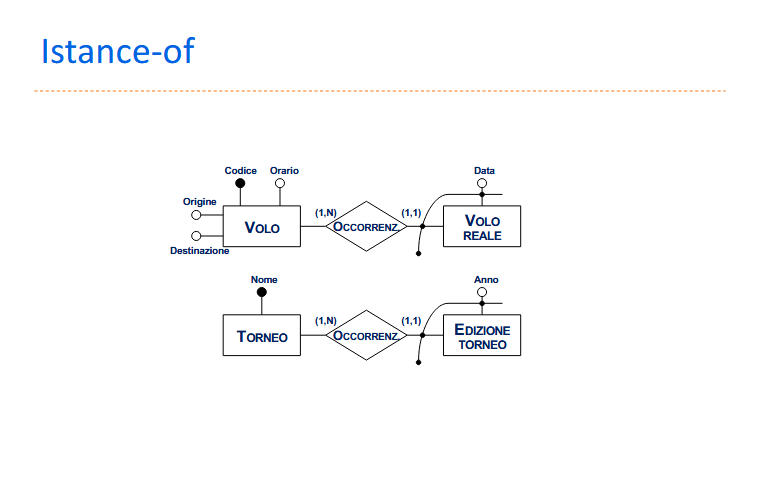 Istance-of
Codice
Orario
Data
Origine
(1,N)
(1,1)
VOLO
OCCORRENZ.
VOLO
REALE
Destinazione
Nome
Anno
(1,N)
(1,1)
TORNEO
OCCORRENZ.
EDIZIONE
TORNEO